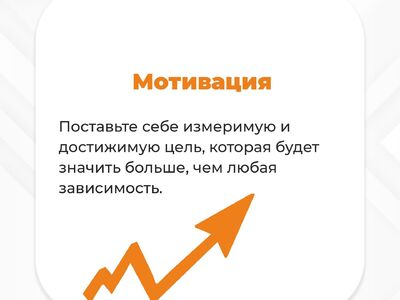 Мотивация
Поставьте себе измеримую и
достижимую цель, которая будет
значить больше, чем любая
зависимость.